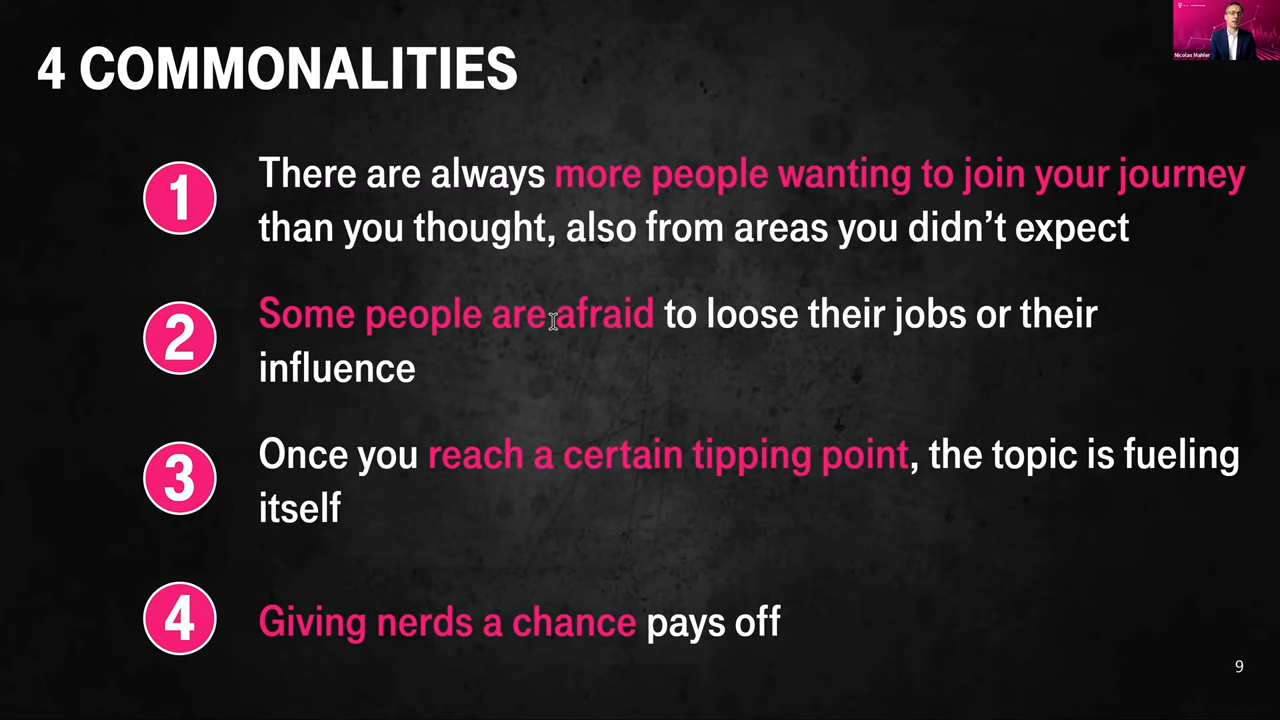 4 COMMONALITIES
Nicolas Mahler
1
There are always more people wanting to join your journey
than you thought, also from areas you didn't expect
2
Some people are afraid to loose their jobs or their
influence
3
Once you reach a certain tipping point, the topic is fueling
itself
4
Giving nerds a chance pays off
9